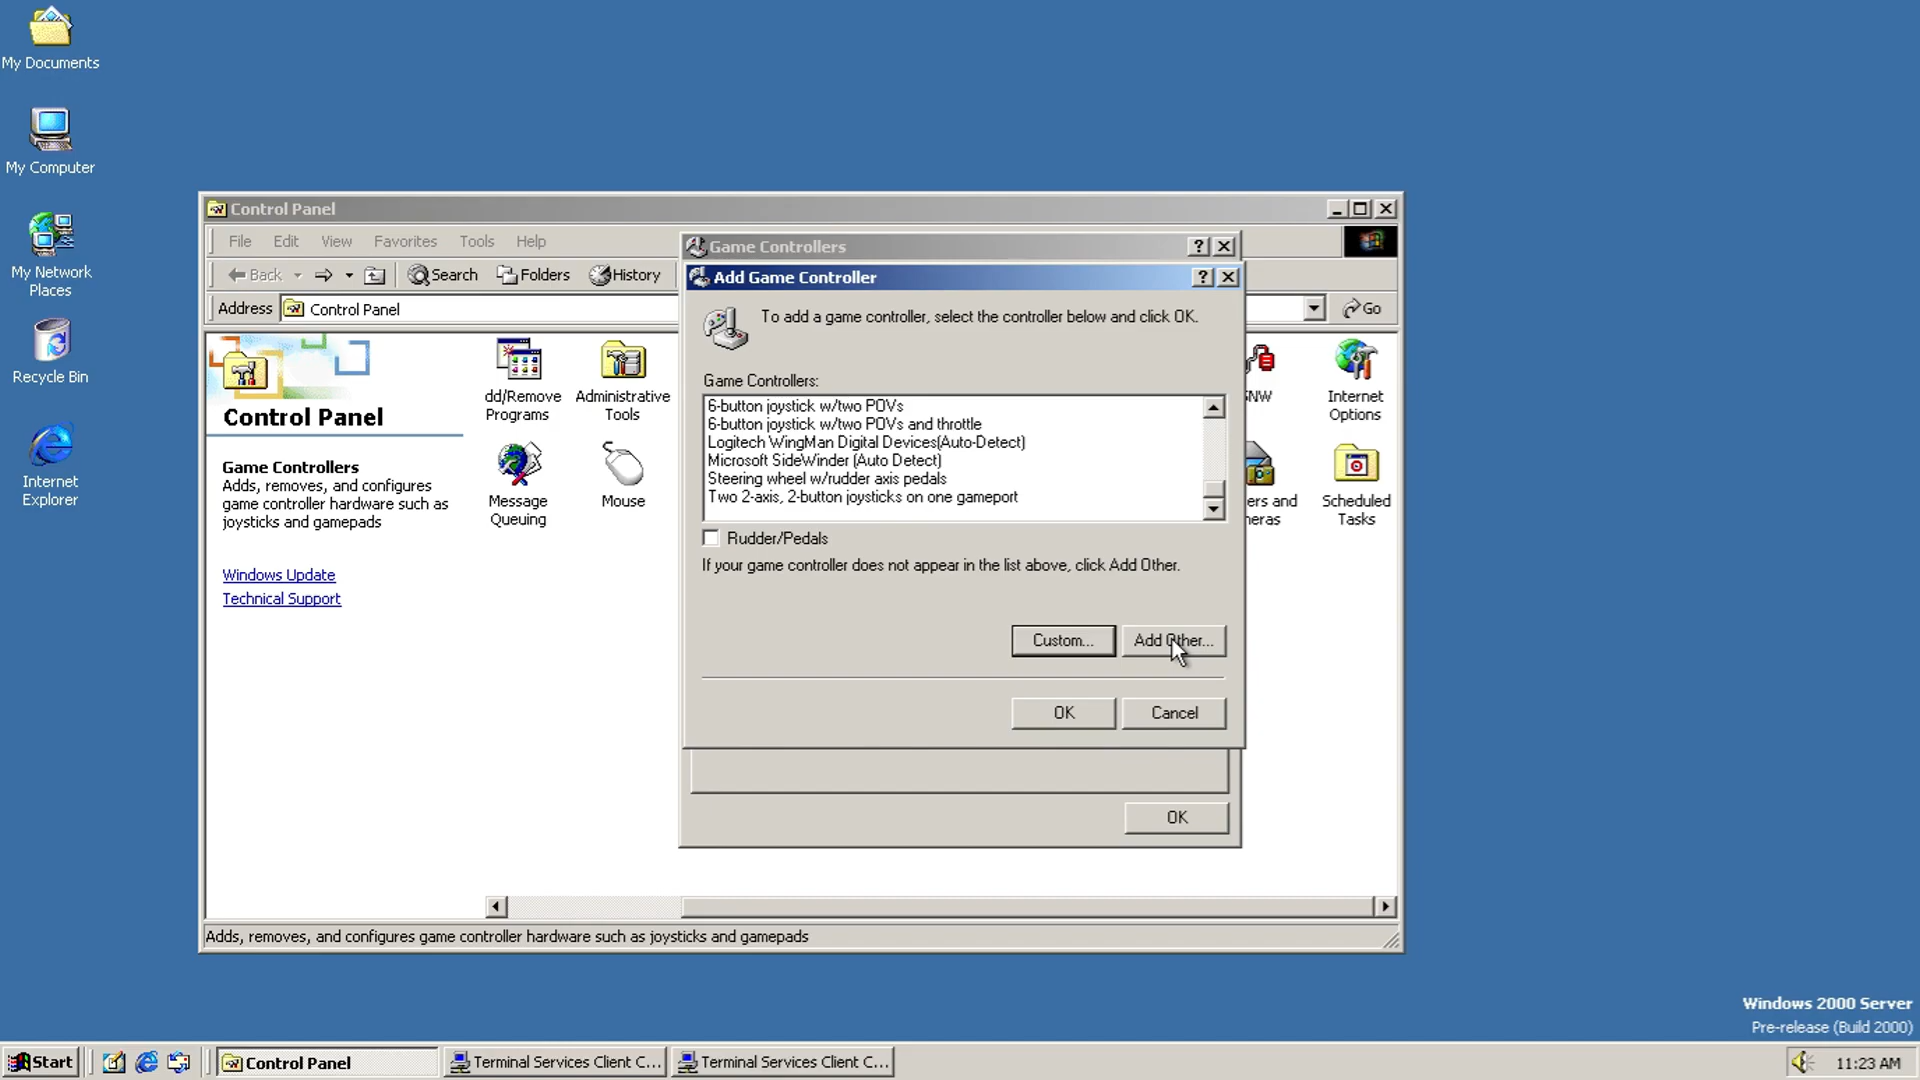 My Documents
My Computer
My Network
Places
Recycle Bin
Internet
Explorer
Control Panel
File Edit View Favorites Tools Help
Back Search Folders History
Address Control Panel Go
Control Panel
Game Controllers
Adds, removes, and configures
game controller hardware such as
joysticks and gamepads
Windows Update
Technical Support
dd/Remove
Programs
Administrative
Tools
Message
Queuing
Mouse
SNW
Internet
Options
ers and
neras
Scheduled
Tasks
Game Controllers
Add Game Controller
To add a game controller, select the controller below and click OK.
Game Controllers:
6-button joystick w/two POVs
6-button joystick w/two POVs and throttle
Logitech WingMan Digital Devices(Auto-Detect)
Microsoft SideWinder (Auto Detect)
Steering wheel w/rudder axis pedals
Two 2-axis, 2-button joysticks on one gameport
Rudder/Pedals
If your game controller does not appear in the list above, click Add Other.
Custom... Add Other...
OK Cancel
OK
Adds, removes, and configures game controller hardware such as joysticks and gamepads
Windows 2000 Server
Pre-release (Build 2000)
Start Control Panel Terminal Services Client C... Terminal Services Client C... 11:23 AM